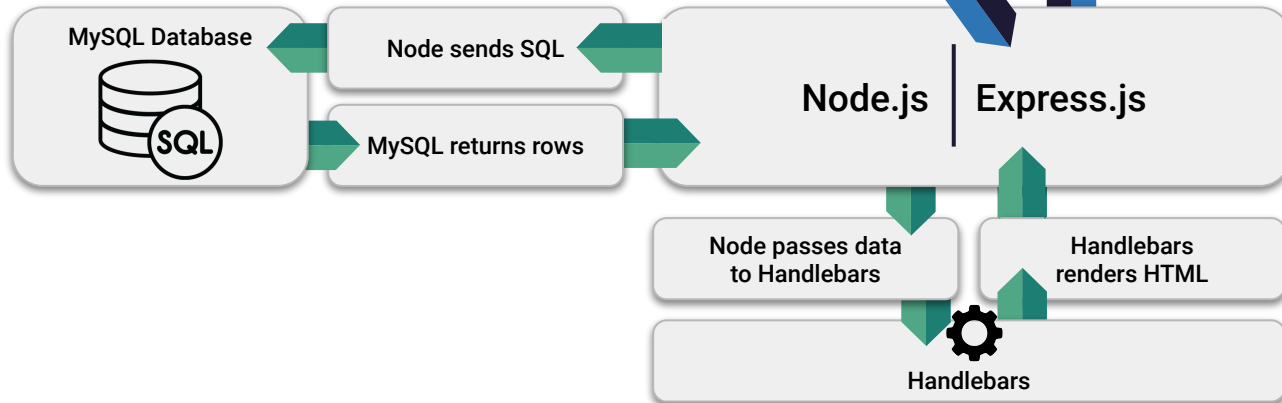 MySQL Database
SQL
Node sends SQL
MySQL returns rows
Node.js
Express.js
Node passes data
to Handlebars
Handlebars
renders HTML
Handlebars